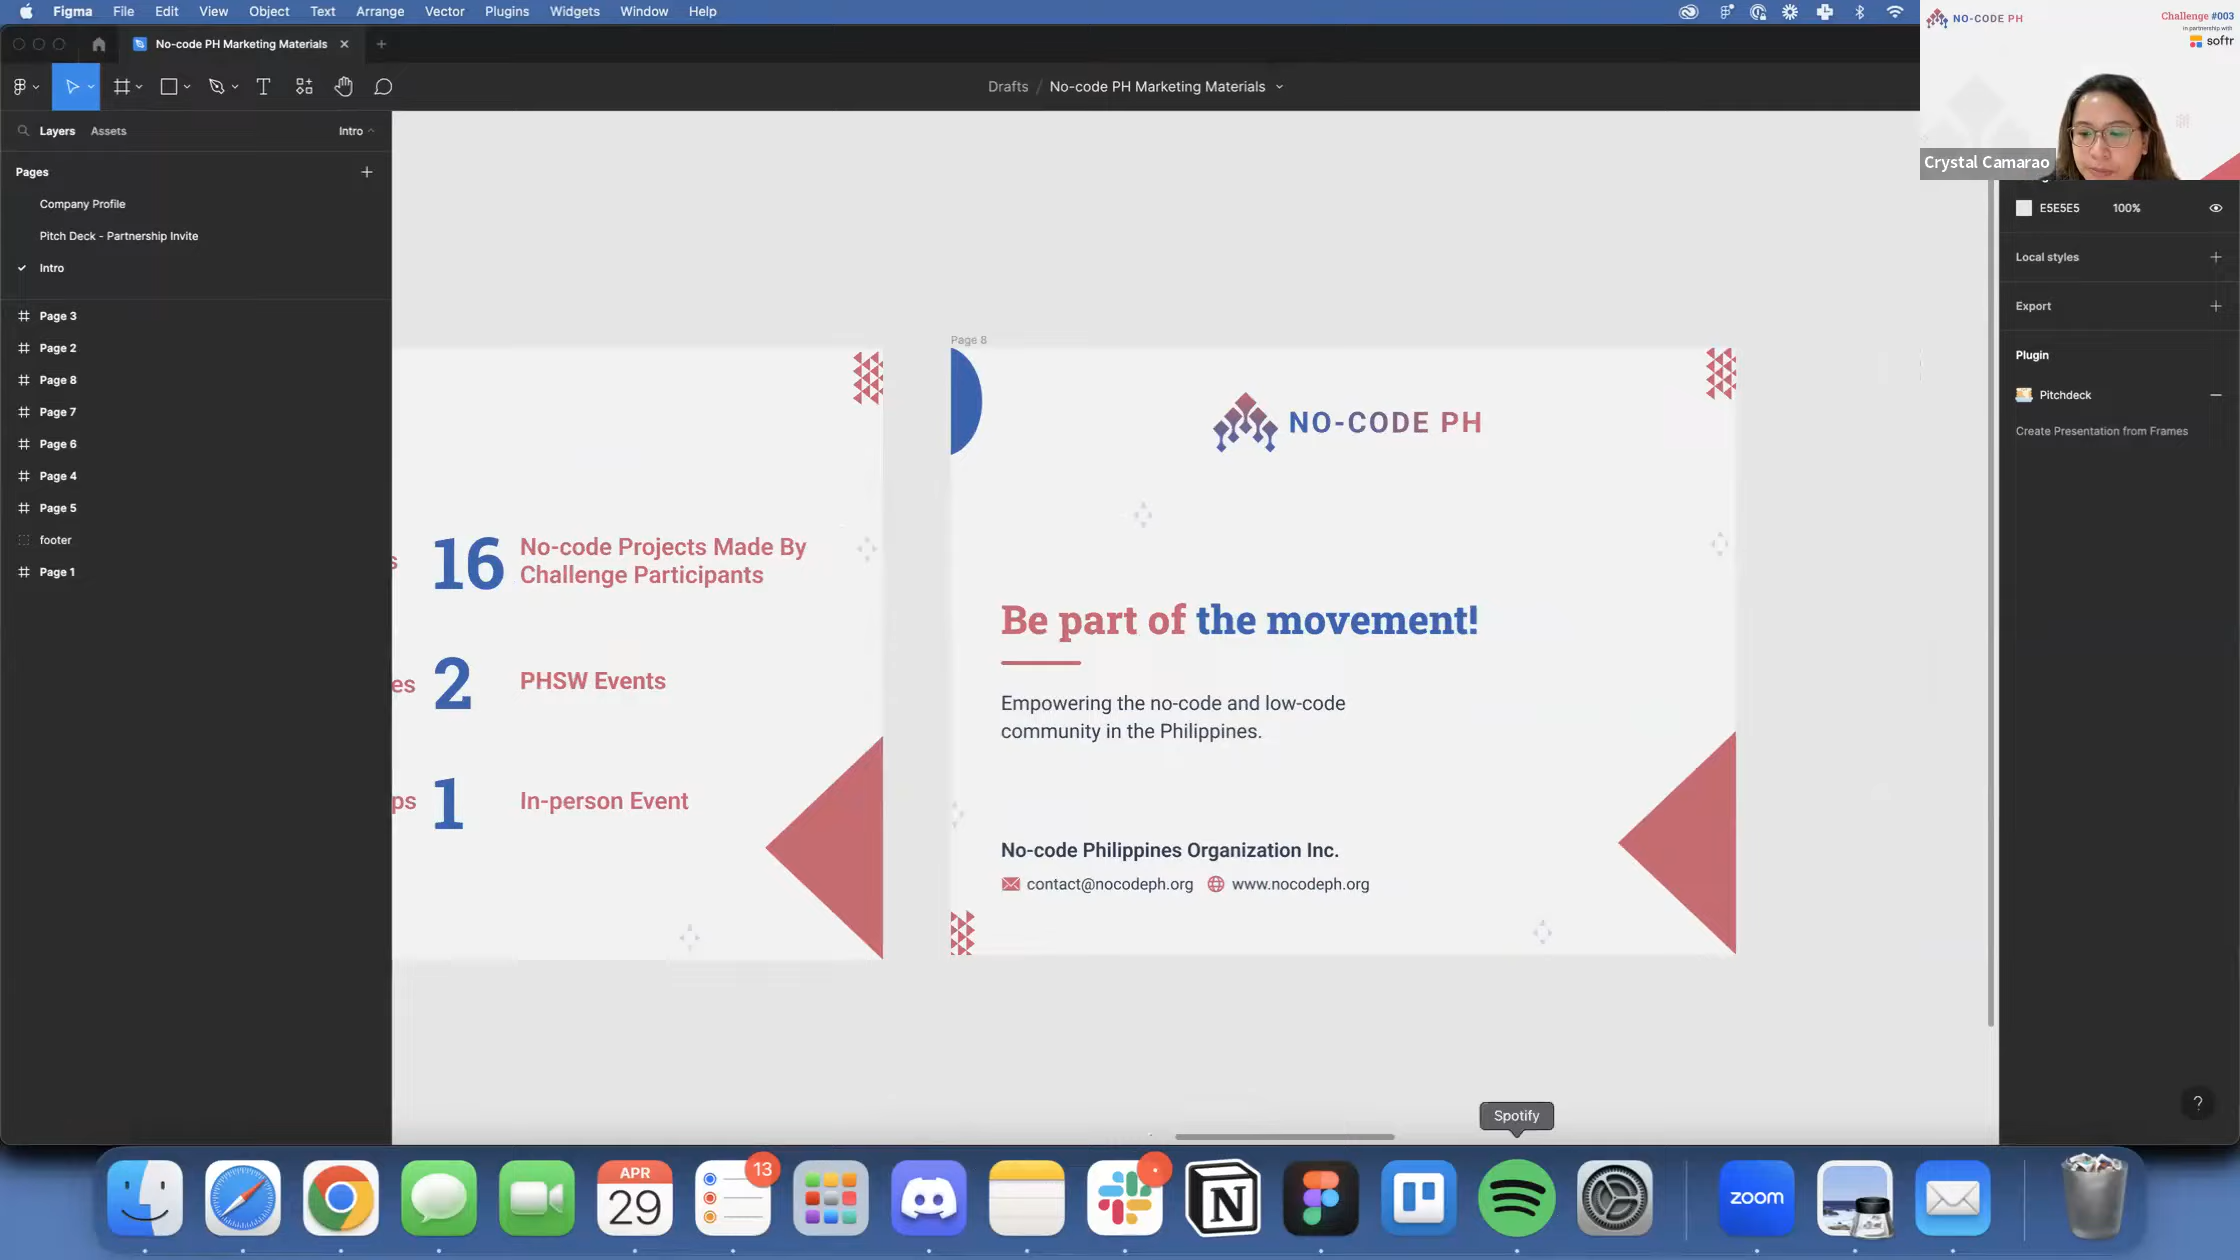 Figma File Edit View Object Text Arrange Vector Plugins Widgets Window Help
No-code PH Marketing Materials
Drafts / No-code PH Marketing Materials
Layers Assets Intro
Pages
Company Profile
Pitch Deck - Partnership Invite
Intro
Page 3
Page 2
Page 8
Page 7
Page 6
Page 4
Page 5
footer
Page 1
16 No-code Projects Made By
Challenge Participants
es 2 PHSW Events
ps 1 In-person Event
Page 8
NO-CODE PH
Be part of the movement!
Empowering the no-code and low-code
community in the Philippines.
No-code Philippines Organization Inc.
contact@nocodeph.org www.nocodeph.org
NO-CODE PH
Challenge #003
in partnership with
softr
Crystal Camarao
E5E5E5 100%
Local styles
Export
Plugin
Pitchdeck
Create Presentation from Frames
?
Spotify
APR
29
13
N
zoom